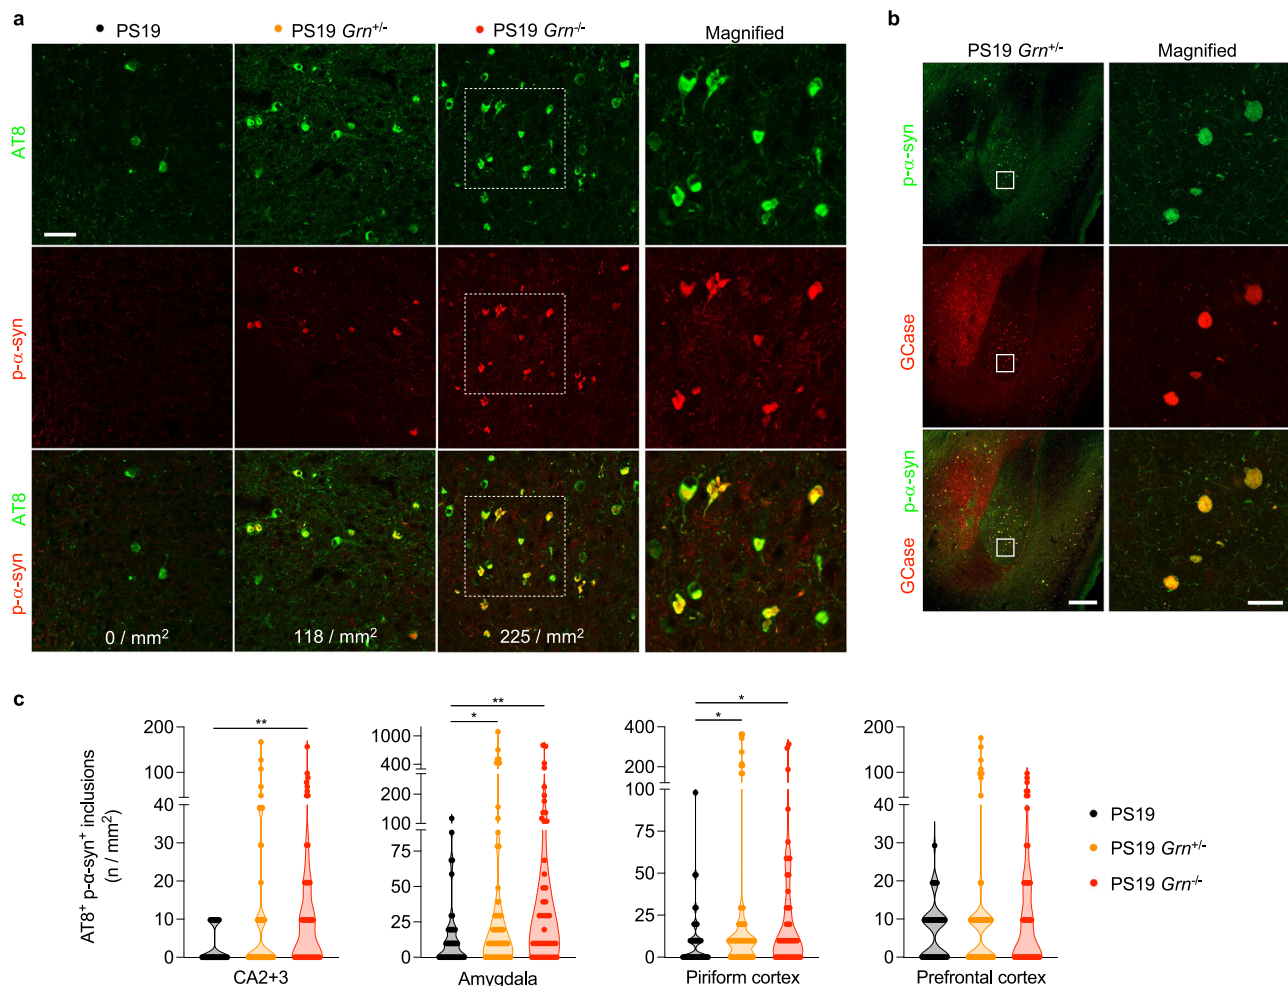 a
PS19
PS19 Grn+/-
PS19 Grn-/-
Magnified
AT8
p-α-syn
AT8
p-α-syn
0 / mm²
118 / mm²
225 / mm²
b
PS19 Grn+/-
Magnified
p-α-syn
GCase
p-α-syn
GCase
c
AT8+ p-α-syn+ inclusions
(n / mm²)
200
100
40
30
20
10
0
**
CA2+3
1000
400
200
100
75
50
25
0
**
*
Amygdala
400
200
100
75
50
25
0
*
*
Piriform cortex
200
100
40
30
20
10
0
Prefrontal cortex
PS19
PS19 Grn+/-
PS19 Grn-/-